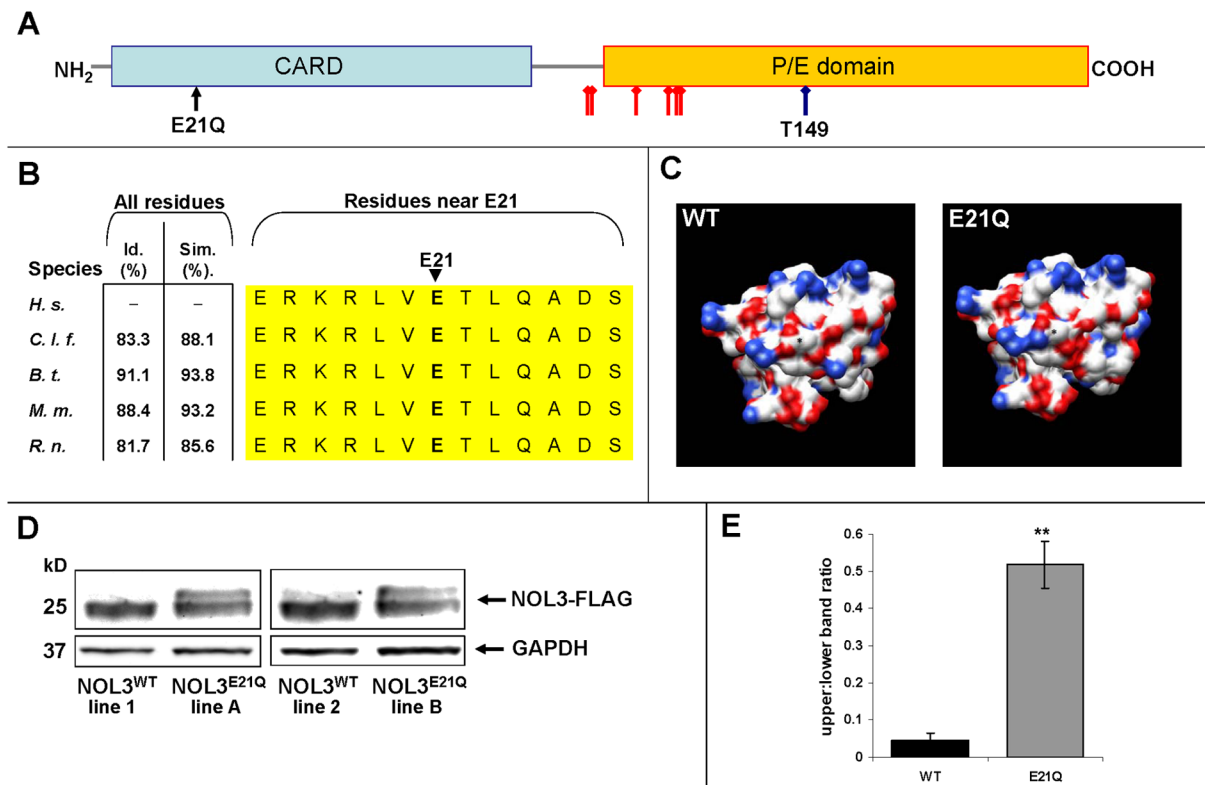 A
NH2 CARD P/E domain COOH
E21Q T149
B
All residues Residues near E21
Species Id. (%) Sim. (%). E21
H. s. – – E R K R L V E T L Q A D S
C. l. f. 83.3 88.1 E R K R L V E T L Q A D S
B. t. 91.1 93.8 E R K R L V E T L Q A D S
M. m. 88.4 93.2 E R K R L V E T L Q A D S
R. n. 81.7 85.6 E R K R L V E T L Q A D S
C
WT E21Q
* *
D
kD
25 NOL3-FLAG
37 GAPDH
NOL3WT NOL3E21Q NOL3WT NOL3E21Q
line 1 line A line 2 line B
E
upper:lower band ratio
0.6
**
0.5
0.4
0.3
0.2
0.1
0
WT E21Q